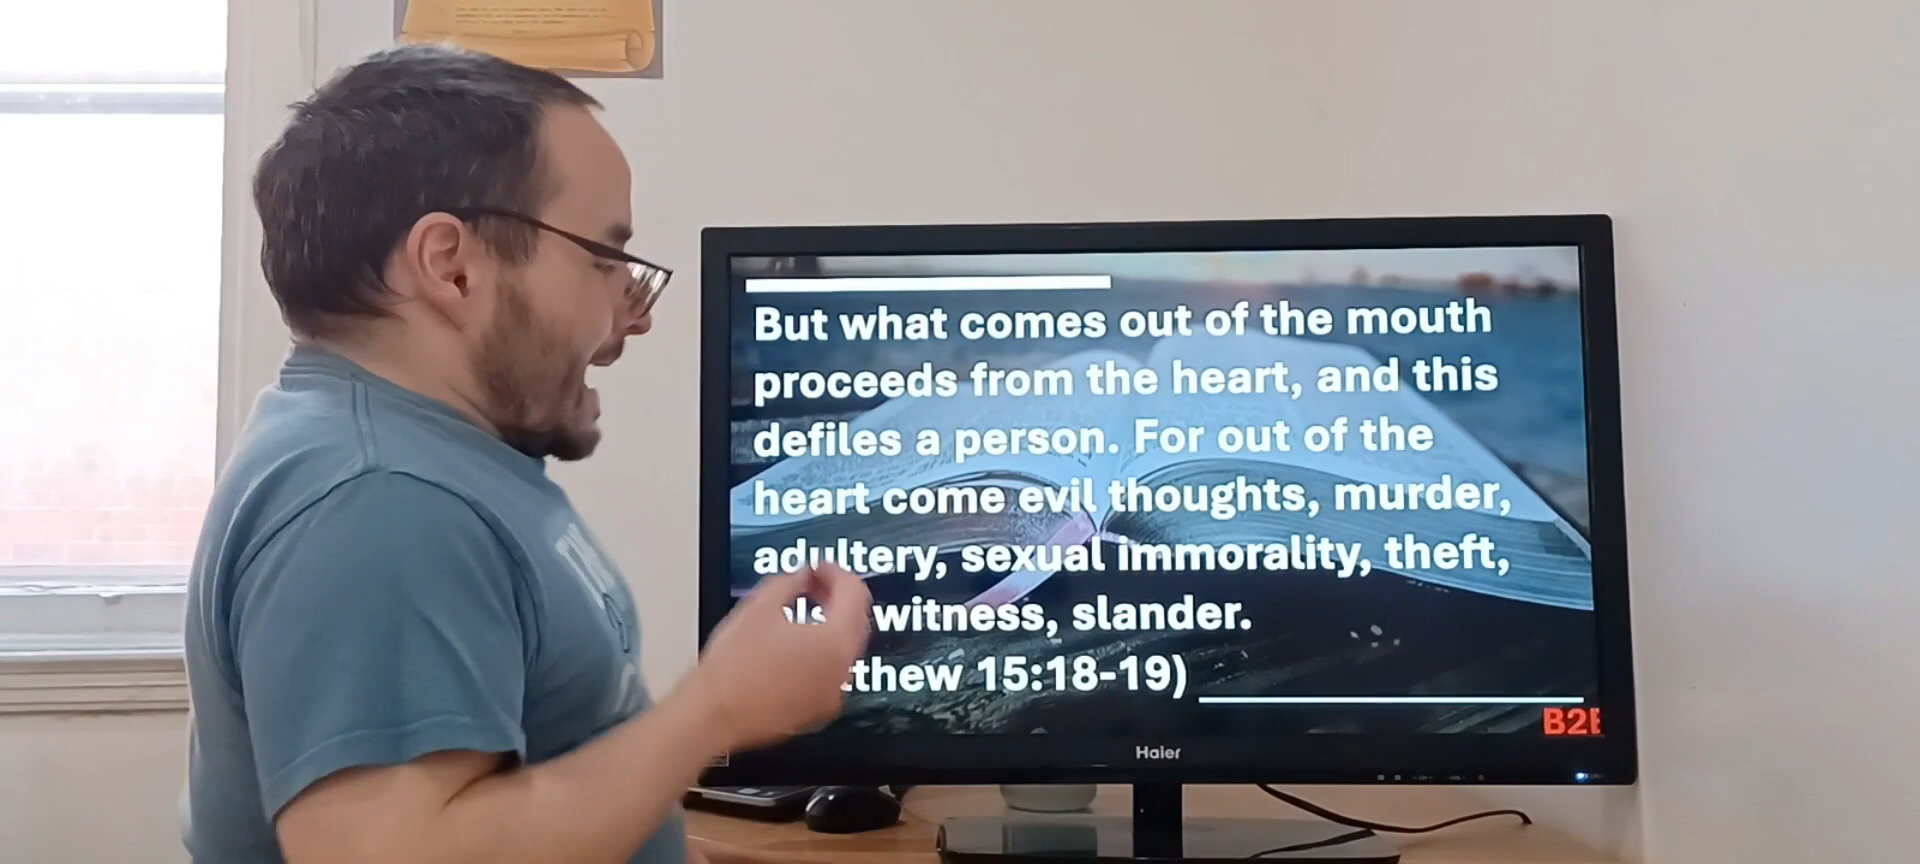 But what comes out of the mouth
proceeds from the heart, and this
defiles a person. For out of the
heart come evil thoughts, murder,
adultery, sexual immorality, theft,
witness, slander.
15:18-19)
Haier